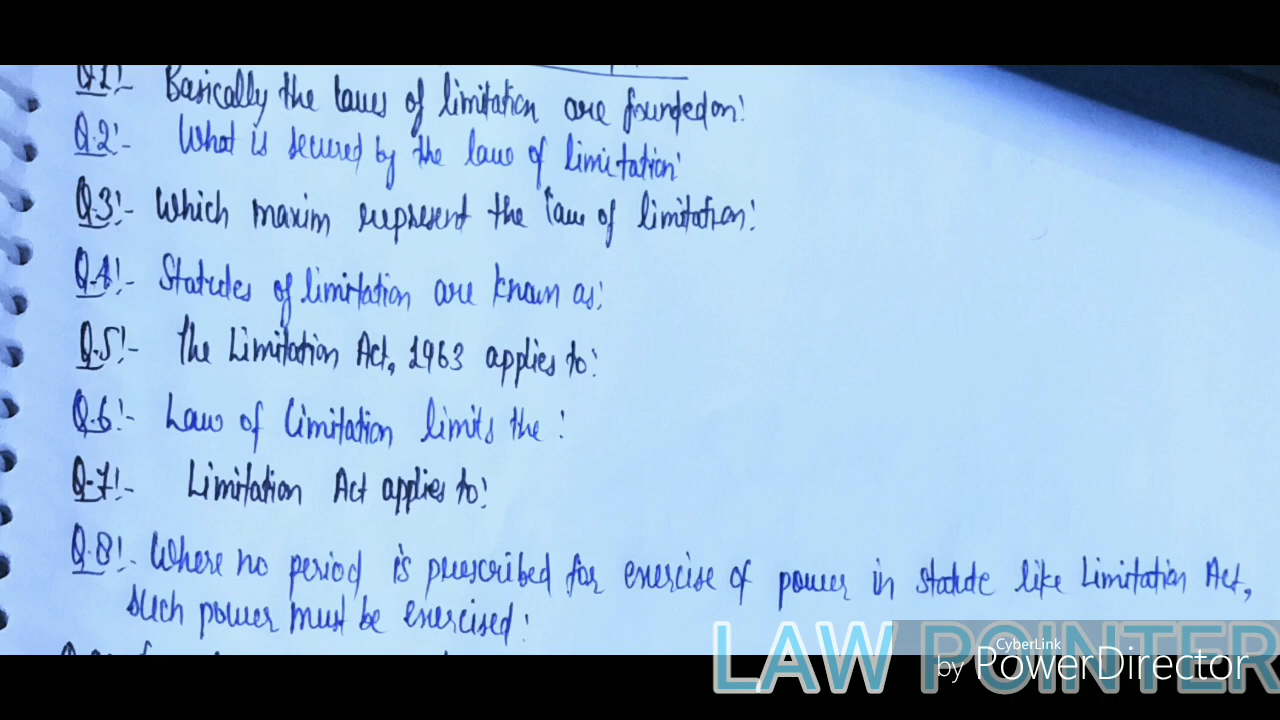 Q.1!- Basically the laws of limitation are founded on:
Q.2:- What is secured by the law of limitation:
Q.3!- Which maxim represent the law of limitation:
Q.4!- Statutes of limitation are known as:
Q.5!- The Limitation Act, 1963 applies to:
Q.6!- Law of Limitation limits the :
Q.7!- Limitation Act applies to:
Q.8!- Where no period is prescribed for exercise of power in statute like Limitation Act,
such power must be exercised:
LAW POINTER
CyberLink
by PowerDirector